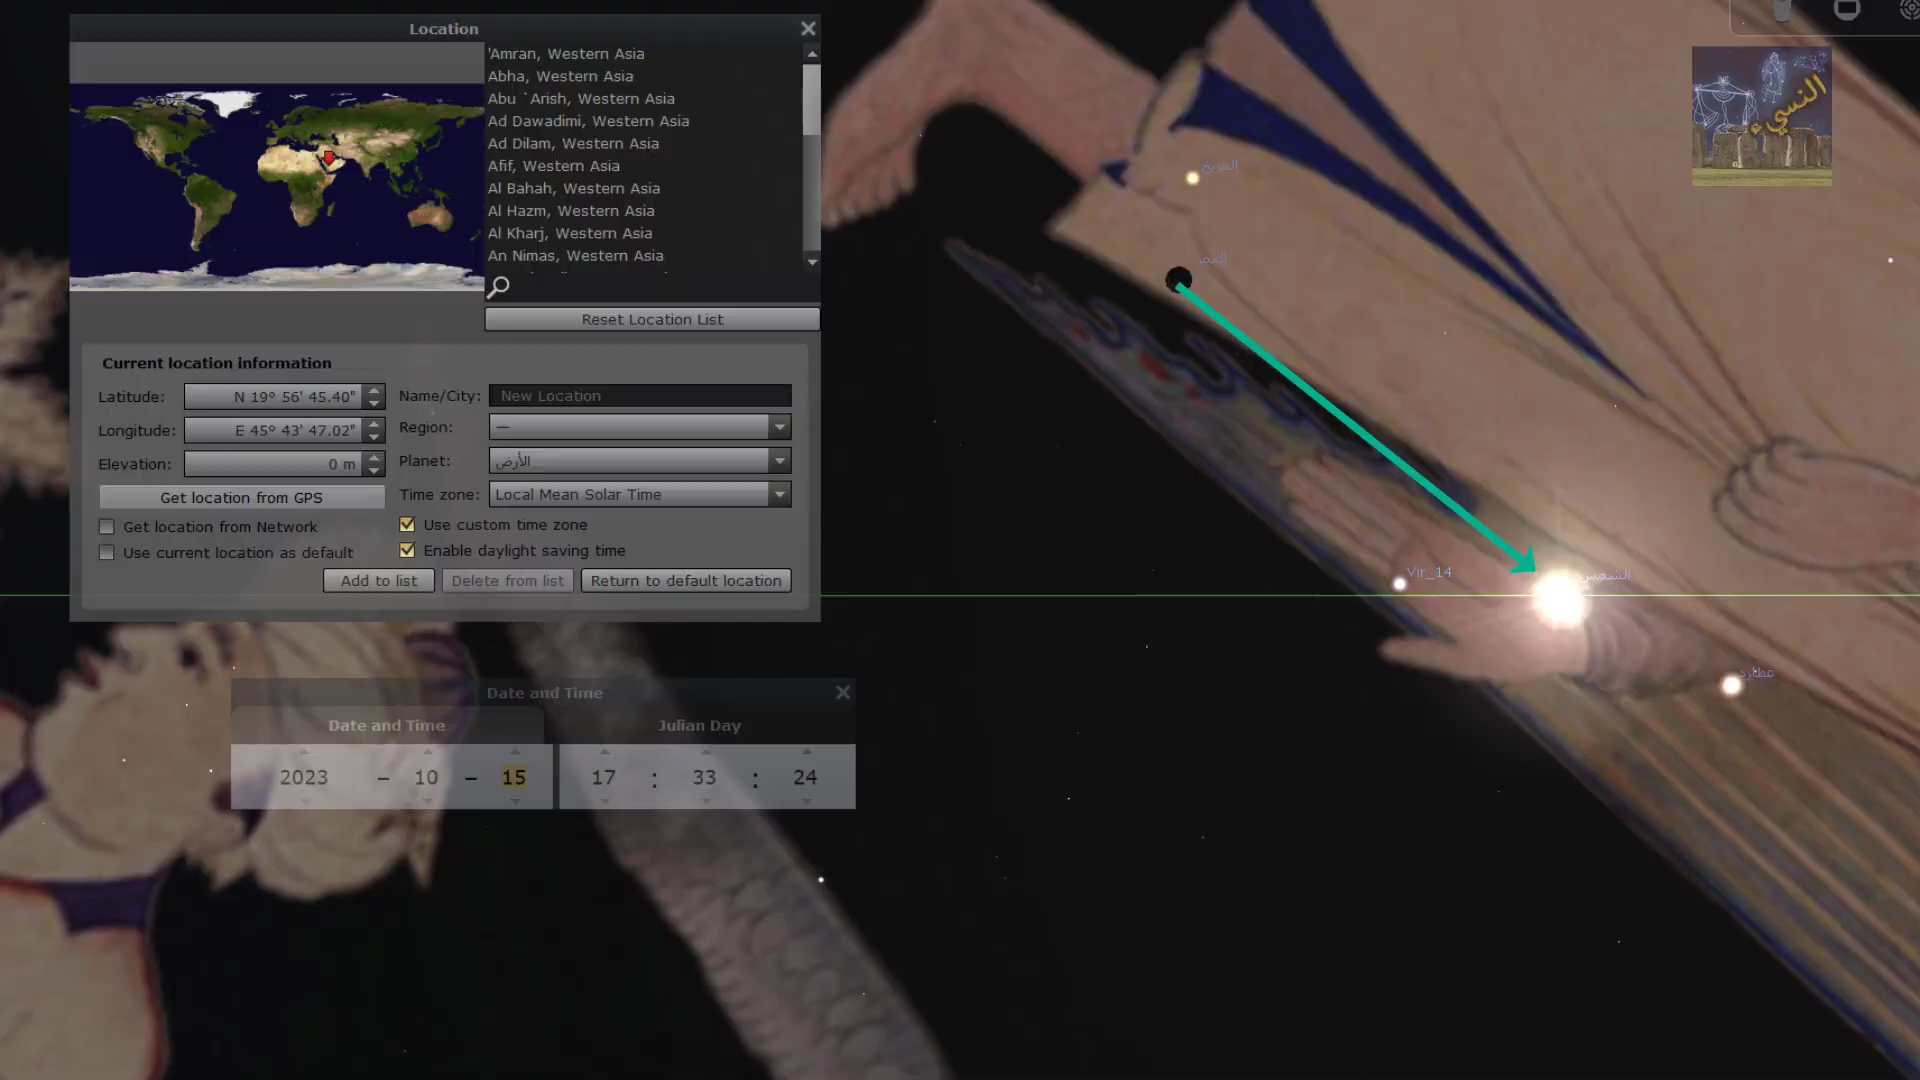 Location
'Amran, Western Asia
Abha, Western Asia
Abu `Arish, Western Asia
Ad Dawadimi, Western Asia
Ad Dilam, Western Asia
Afif, Western Asia
Al Bahah, Western Asia
Al Hazm, Western Asia
Al Kharj, Western Asia
An Nimas, Western Asia
Reset Location List
Current location information
Latitude: N 19° 56' 45.40"
Longitude: E 45° 43' 47.02"
Elevation: 0 m
Get location from GPS
Get location from Network
Use current location as default
Name/City: New Location
Region: —
Planet: الأرض
Time zone: Local Mean Solar Time
Use custom time zone
Enable daylight saving time
Add to list
Delete from list
Return to default location
Date and Time
Date and Time
Julian Day
2023 – 10 – 15
17 : 33 : 24
النسيء
المريخ
القمر
Vir_14
الشمس
عطارد